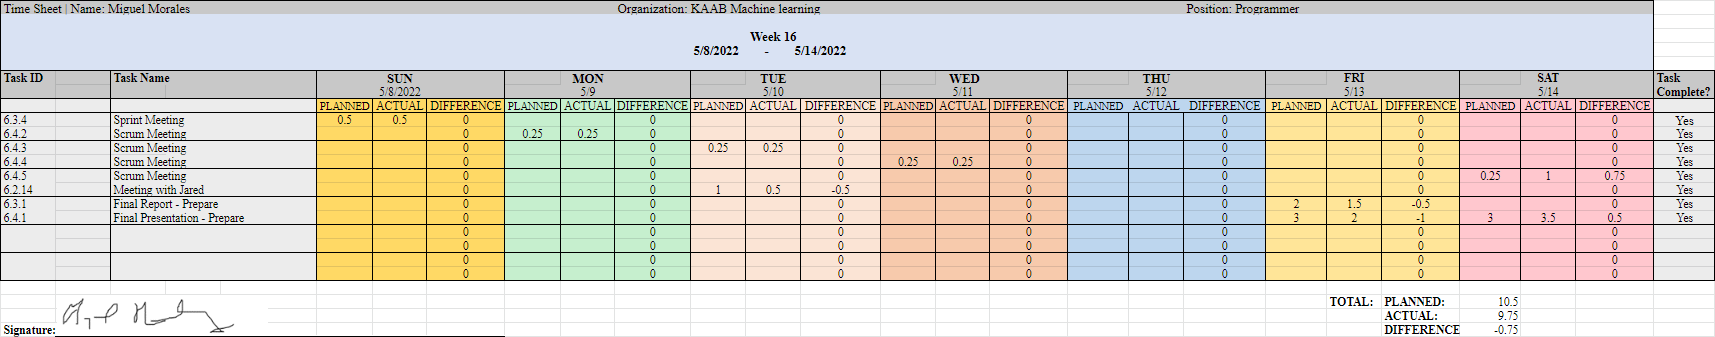 Time Sheet | Name: Miguel Morales Organization: KAAB Machine learning Position: Programmer
Week 16
5/8/2022 - 5/14/2022
Task ID Task Name SUN MON TUE WED THU FRI SAT Task
5/8/2022 5/9 5/10 5/11 5/12 5/13 5/14 Complete?
PLANNED ACTUAL DIFFERENCE PLANNED ACTUAL DIFFERENCE PLANNED ACTUAL DIFFERENCE PLANNED ACTUAL DIFFERENCE PLANNED ACTUAL DIFFERENCE PLANNED ACTUAL DIFFERENCE PLANNED ACTUAL DIFFERENCE
6.3.4 Sprint Meeting 0.5 0.5 0 0 0 0 0 0 0 Yes
6.4.2 Scrum Meeting 0 0.25 0.25 0 0 0 0 0 0 Yes
6.4.3 Scrum Meeting 0 0 0.25 0.25 0 0 0 0 0 Yes
6.4.4 Scrum Meeting 0 0 0 0.25 0.25 0 0 0 0 Yes
6.4.5 Scrum Meeting 0 0 0 0 0 0 0.25 1 0.75 Yes
6.2.14 Meeting with Jared 0 0 1 0.5 -0.5 0 0 0 0 Yes
6.3.1 Final Report - Prepare 0 0 0 0 0 2 1.5 -0.5 0 Yes
6.4.1 Final Presentation - Prepare 0 0 0 0 0 3 2 -1 3 3.5 0.5 Yes
0 0 0 0 0 0 0
0 0 0 0 0 0 0
0 0 0 0 0 0 0
0 0 0 0 0 0 0
TOTAL: PLANNED: 10.5
ACTUAL: 9.75
Signature: DIFFERENCE -0.75